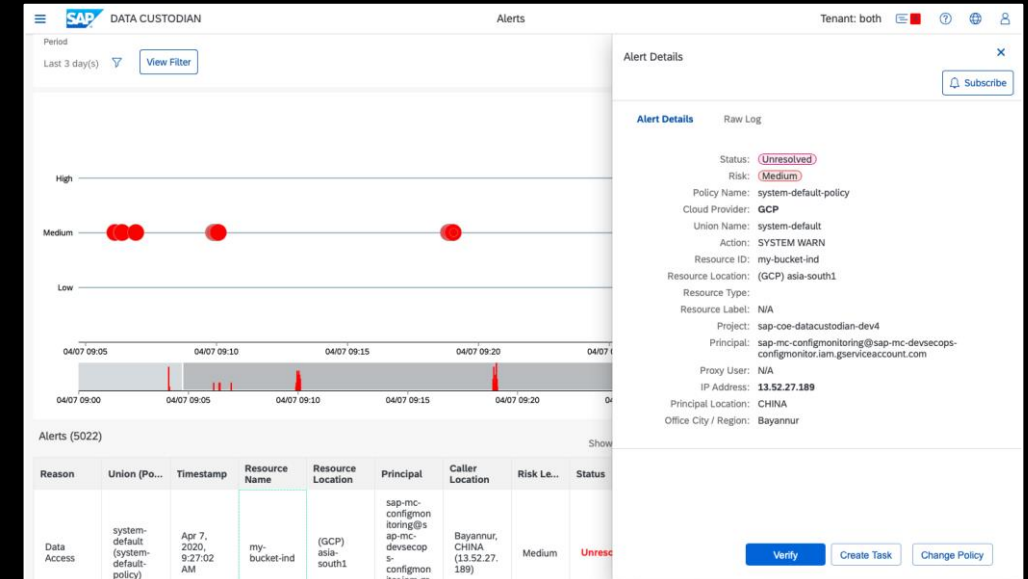 SAP DATA CUSTODIAN
Alerts
Tenant: both
Period
Last 3 day(s)
View Filter
High
Medium
Low
04/07 09:05 04/07 09:10 04/07 09:15 04/07 09:20 04/07
04/07 09:00 04/07 09:05 04/07 09:10 04/07 09:15 04/07 09:20
Alerts (5022)
Show
Reason Union (Po... Timestamp Resource Name Resource Location Principal Caller Location Risk Le... Status
Data Access
system-
default
(system-
default-
policy)
Apr 7,
2020,
9:27:02
AM
my-
bucket-ind
(GCP)
asia-
south1
sap-mc-
configmon
itoring@s
ap-mc-
devsecop
s-
configmon
Bayannur,
CHINA
(13.52.27.
189)
Medium
Unreso
Alert Details
Subscribe
Alert Details Raw Log
Status: Unresolved
Risk: Medium
Policy Name: system-default-policy
Cloud Provider: GCP
Union Name: system-default
Action: SYSTEM WARN
Resource ID: my-bucket-ind
Resource Location: (GCP) asia-south1
Resource Type:
Resource Label: N/A
Project: sap-coe-datacustodian-dev4
Principal: sap-mc-configmonitoring@sap-mc-devsecops-
configmonitor.iam.gserviceaccount.com
Proxy User: N/A
IP Address: 13.52.27.189
Principal Location: CHINA
Office City / Region: Bayannur
Verify Create Task Change Policy